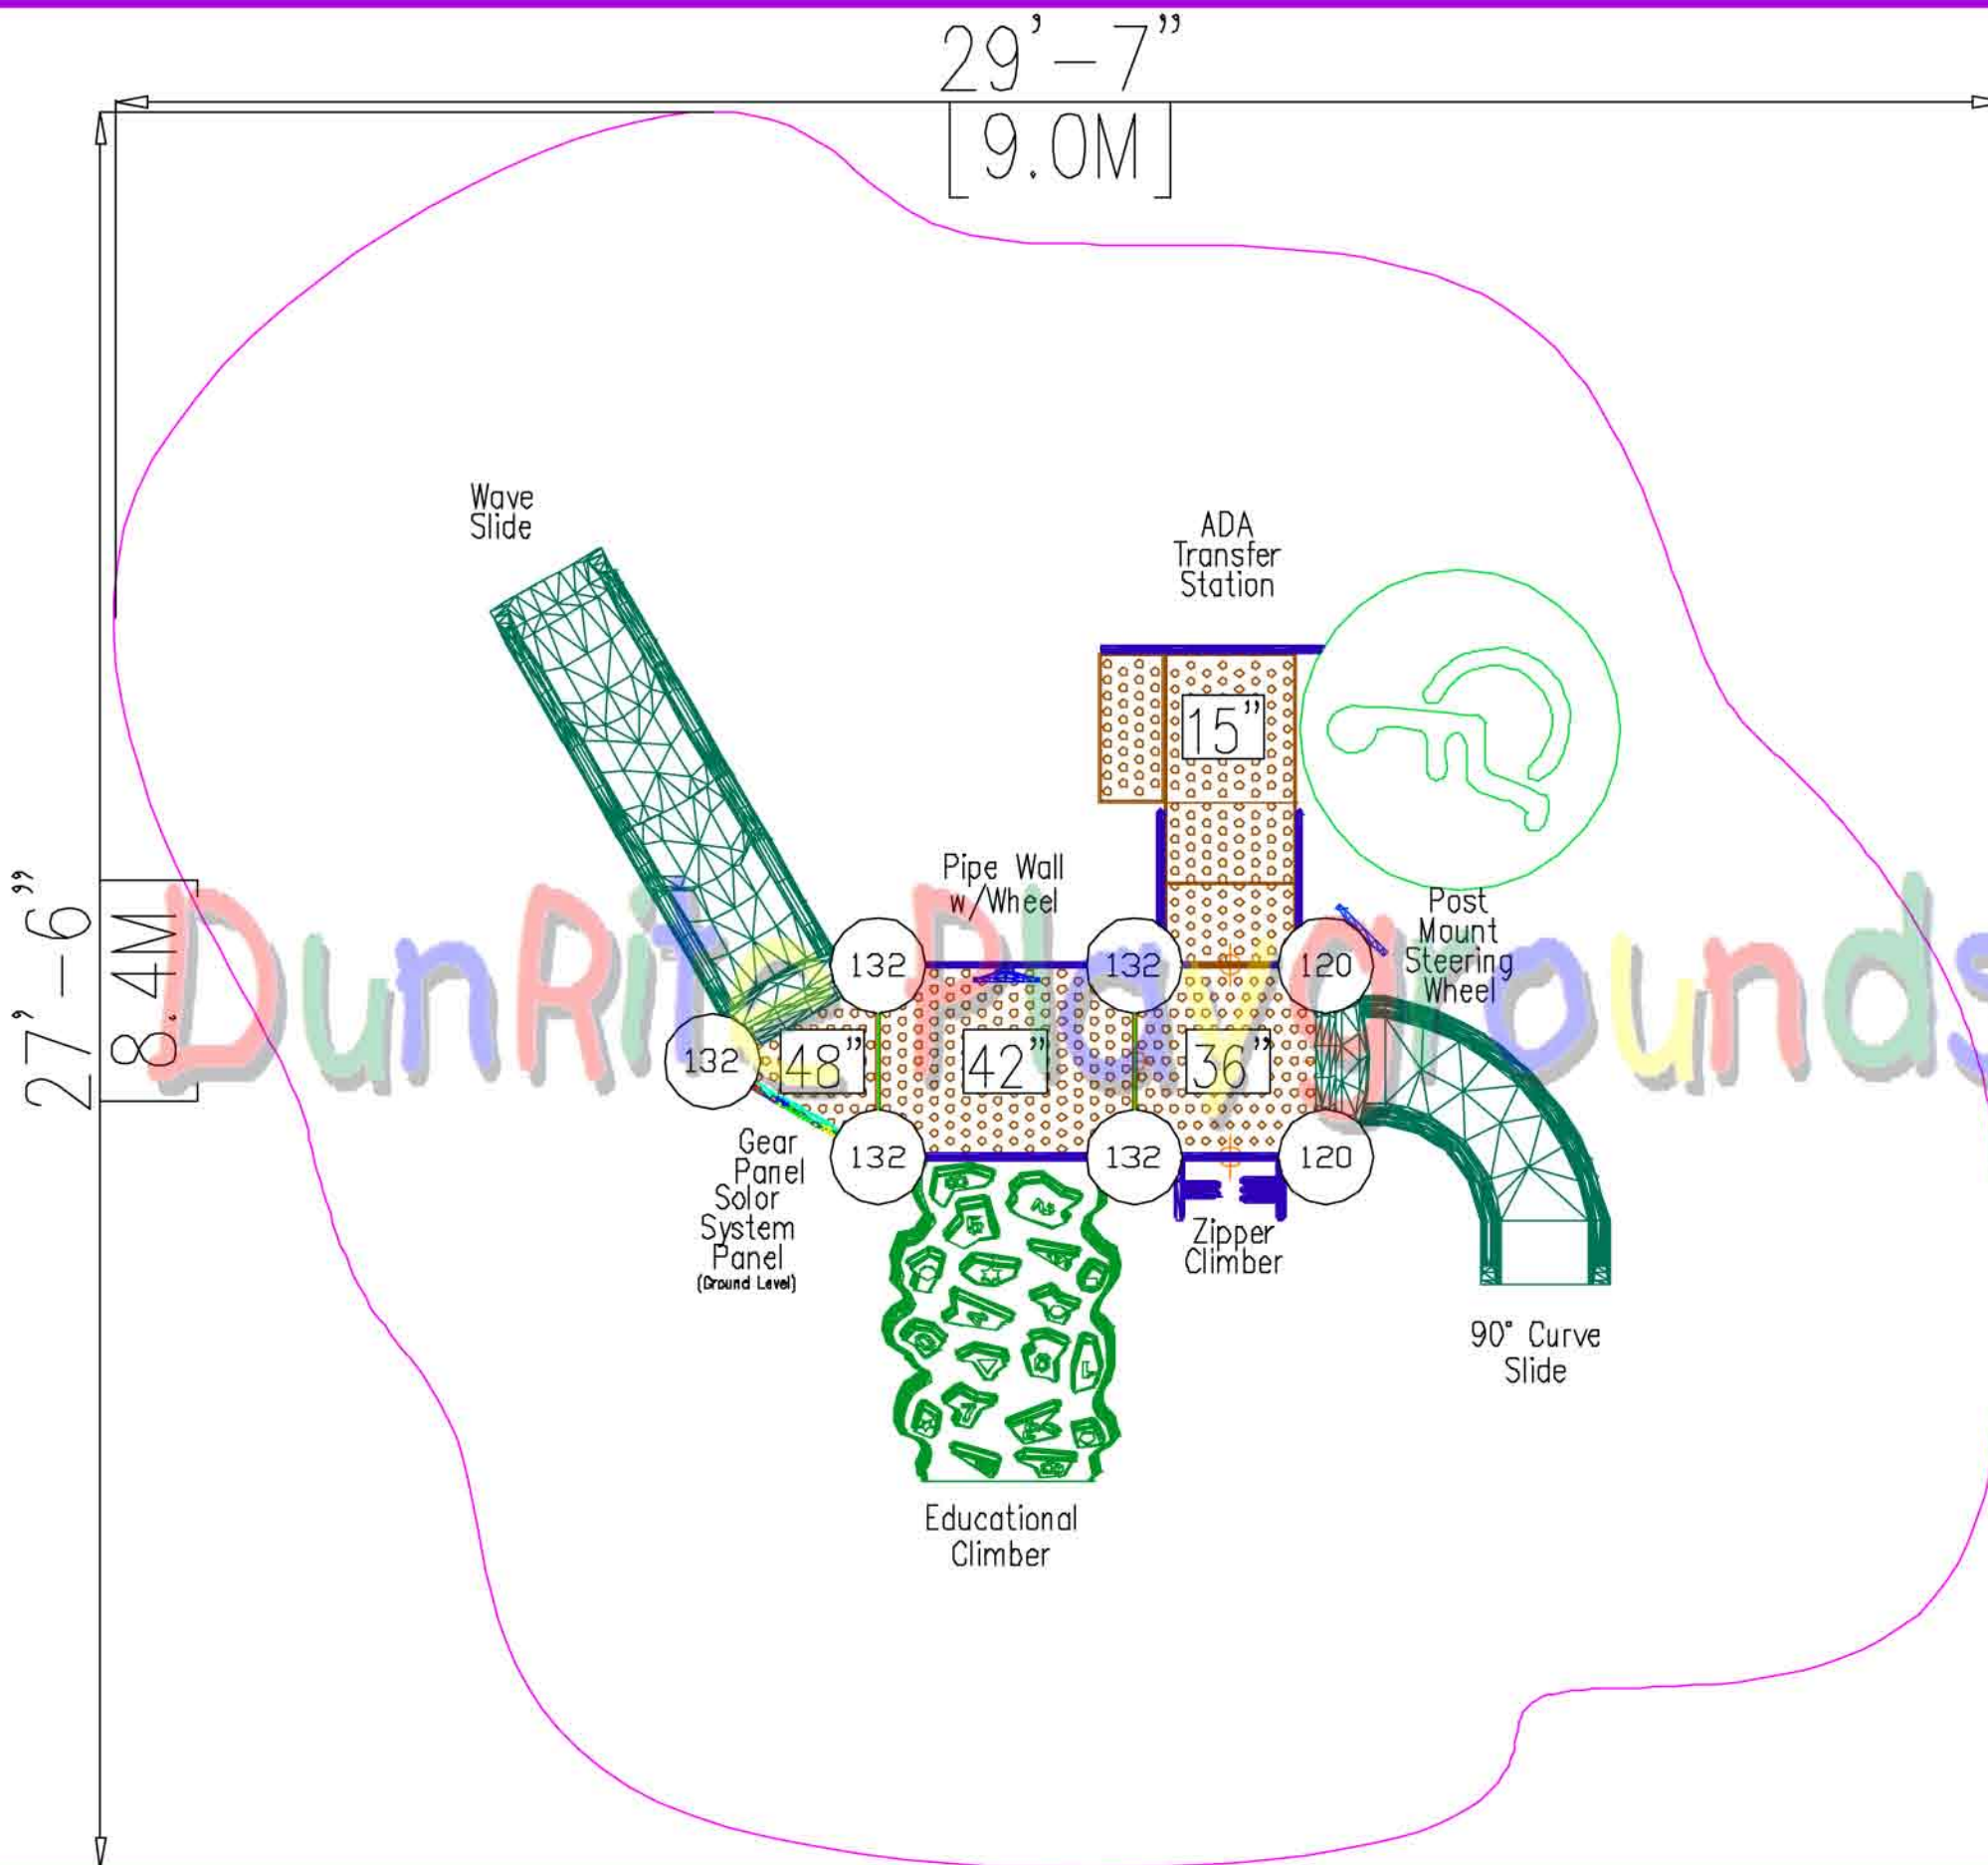 29'-7"
[9.0M]
27'-6"
8.4M
Wave
Slide
ADA
Transfer
Station
15"
Pipe Wall
w/Wheel
Post
Mount
Steering
Wheel
DunRite Playgrounds
132
132
120
132
48"
42"
36"
132
132
120
Gear
Panel
Solor
System
Panel
(Ground Level)
Zipper
Climber
90° Curve
Slide
Educational
Climber